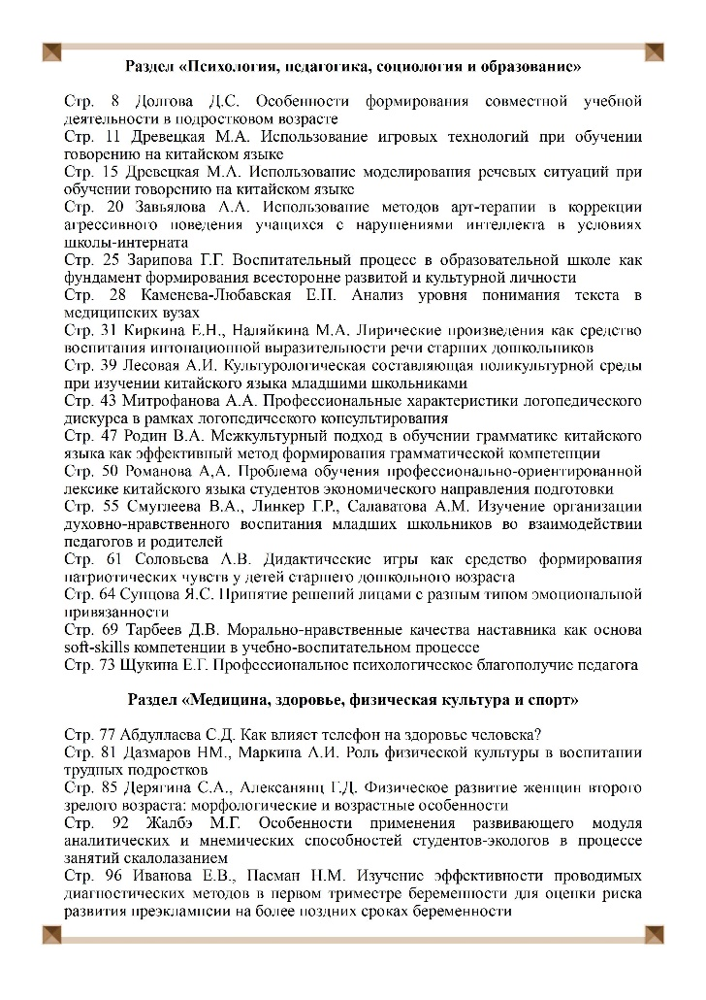 Раздел «Психология, педагогика, социология и образование»
Стр. 8 Долгова Д.С. Особенности формирования совместной учебной
деятельности в подростковом возрасте
Стр. 11 Древецкая М.А. Использование игровых технологий при обучении
говорению на китайском языке
Стр. 15 Древецкая М.А. Использование моделирования речевых ситуаций при
обучении говорению на китайском языке
Стр. 20 Завьялова А.А. Использование методов арт-терапии в коррекции
агрессивного поведения учащихся с нарушениями интеллекта в условиях
школы-интерната
Стр. 25 Зарипова Г.Г. Воспитательный процесс в образовательной школе как
фундамент формирования всесторонне развитой и культурной личности
Стр. 28 Каменева-Любавская Е.Н. Анализ уровня понимания текста в
медицинских вузах
Стр. 31 Киркина Е.Н., Наляйкина М.А. Лирические произведения как средство
воспитания интонационной выразительности речи старших дошкольников
Стр. 39 Лесовая А.И. Культурологическая составляющая поликультурной среды
при изучении китайского языка младшими школьниками
Стр. 43 Митрофанова А.А. Профессиональные характеристики логопедического
дискурса в рамках логопедического консультирования
Стр. 47 Родин В.А. Межкультурный подход в обучении грамматике китайского
языка как эффективный метод формирования грамматической компетенции
Стр. 50 Романова А,А. Проблема обучения профессионально-ориентированной
лексике китайского языка студентов экономического направления подготовки
Стр. 55 Смуглеева В.А., Линкер Г.Р., Салаватова А.М. Изучение организации
духовно-нравственного воспитания младших школьников во взаимодействии
педагогов и родителей
Стр. 61 Соловьева А.В. Дидактические игры как средство формирования
патриотических чувств у детей старшего дошкольного возраста
Стр. 64 Сунцова Я.С. Принятие решений лицами с разным типом эмоциональной
привязанности
Стр. 69 Тарбеев Д.В. Морально-нравственные качества наставника как основа
soft-skills компетенции в учебно-воспитательном процессе
Стр. 73 Щукина Е.Г. Профессиональное психологическое благополучие педагога
Раздел «Медицина, здоровье, физическая культура и спорт»
Стр. 77 Абдуллаева С.Д. Как влияет телефон на здоровье человека?
Стр. 81 Дазмаров НМ., Маркина А.И. Роль физической культуры в воспитании
трудных подростков
Стр. 85 Дерягина С.А., Алексанянц Г.Д. Физическое развитие женщин второго
зрелого возраста: морфологические и возрастные особенности
Стр. 92 Жалбэ М.Г. Особенности применения развивающего модуля
аналитических и мнемических способностей студентов-экологов в процессе
занятий скалолазанием
Стр. 96 Иванова Е.В., Пасман Н.М. Изучение эффективности проводимых
диагностических методов в первом триместре беременности для оценки риска
развития преэклампсии на более поздних сроках беременности